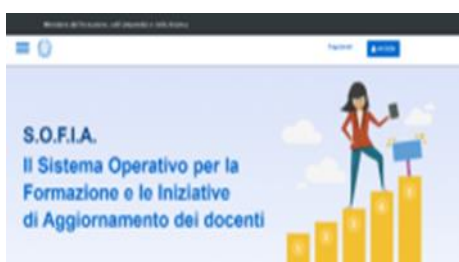 S.O.F.I.A.
Il Sistema Operativo per la
Formazione e le Iniziative
di Aggiornamento dei docenti